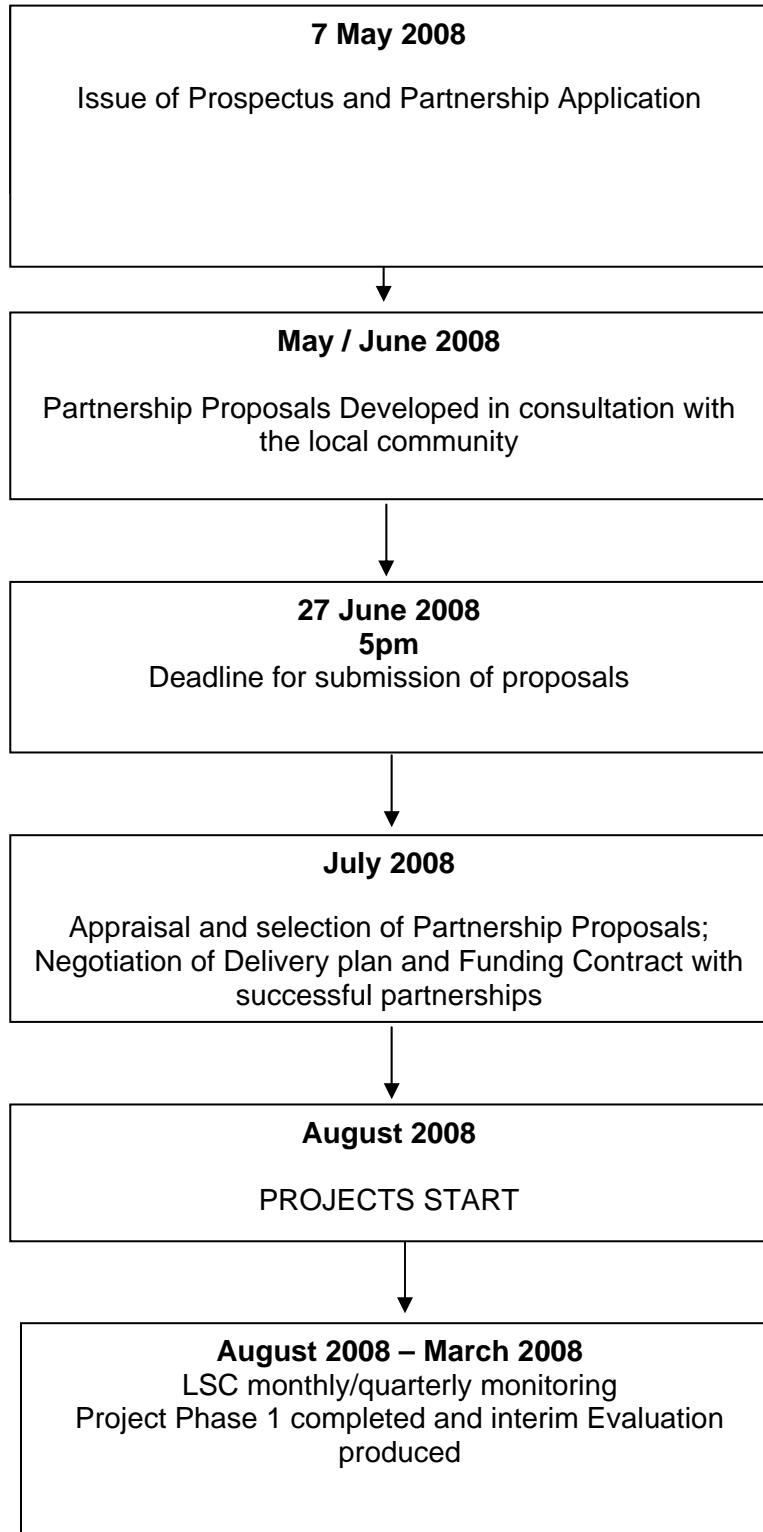 7 May 2008
Issue of Prospectus and Partnership Application
May / June 2008
Partnership Proposals Developed in consultation with
the local community
27 June 2008
5pm
Deadline for submission of proposals
July 2008
Appraisal and selection of Partnership Proposals;
Negotiation of Delivery plan and Funding Contract with
successful partnerships
August 2008
PROJECTS START
August 2008 – March 2008
LSC monthly/quarterly monitoring
Project Phase 1 completed and interim Evaluation
produced